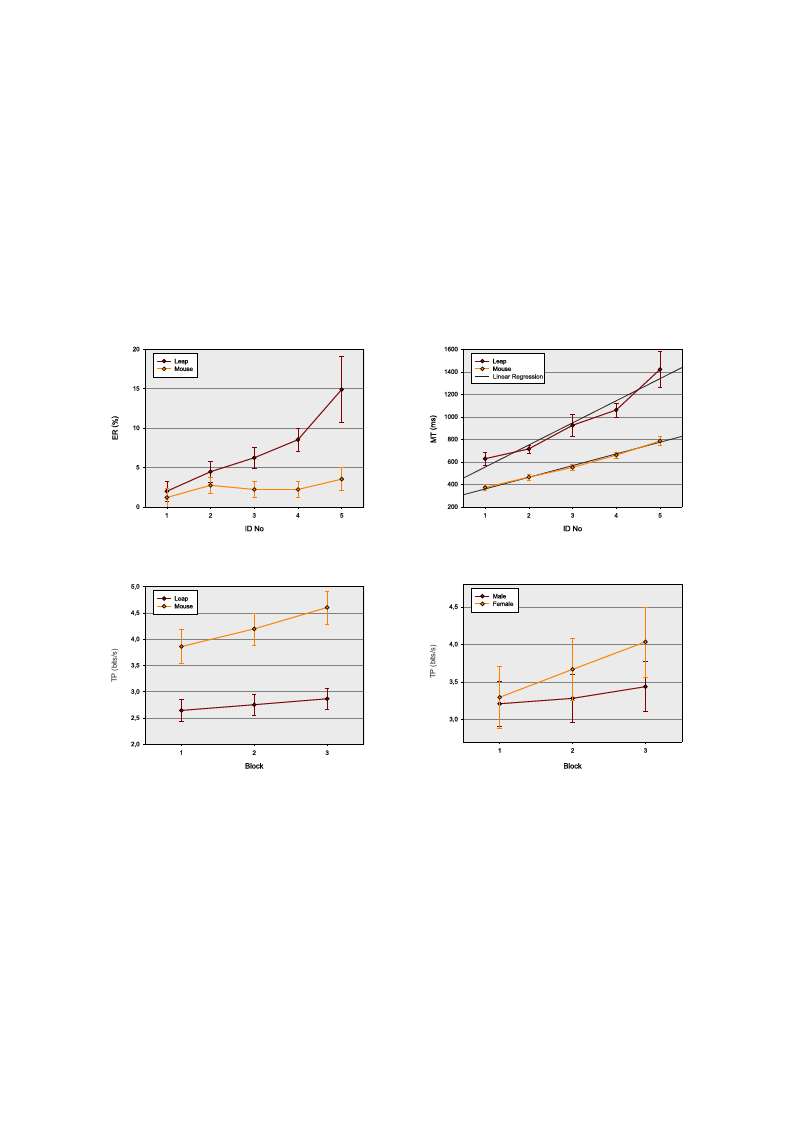 20
15
10
5
0
ER (%)
Leap
Mouse
1 2 3 4 5
ID No
1600
1400
1200
1000
800
600
400
200
MT (ms)
Leap
Mouse
Linear Regression
1 2 3 4 5
ID No
5,0
4,5
4,0
3,5
3,0
2,5
2,0
TP (bits/s)
Leap
Mouse
1 2 3
Block
4,5
4,0
3,5
3,0
TP (bits/s)
Male
Female
1 2 3
Block